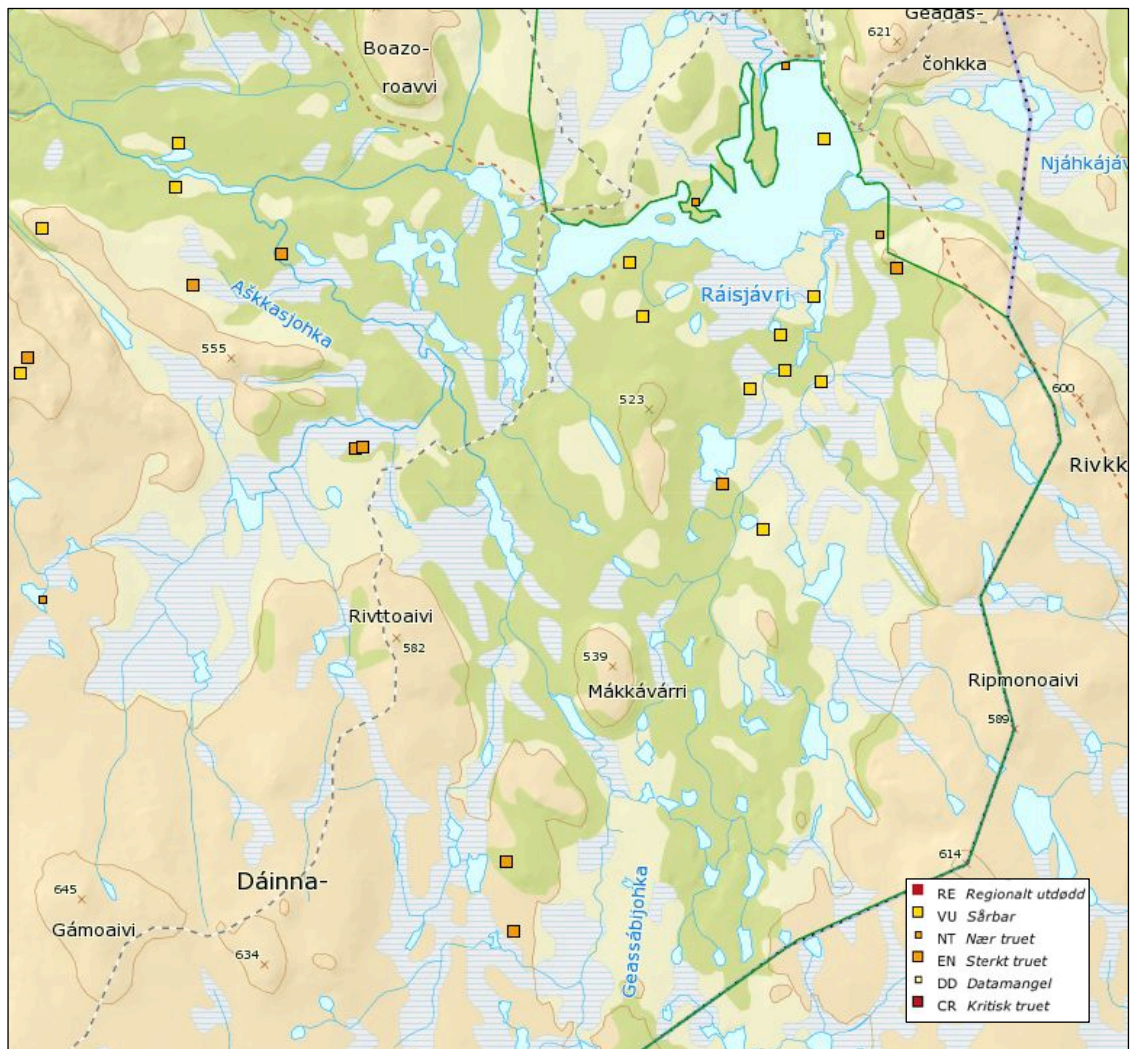 Geađaš-
621
čohkka
Boazo-
roavvi
Njáhkájáv
Ráisjávri
Aškkasjohka
555
523
600
Rivkk
Rivttoaivi
582
539
Mákkávárri
Ripmonoaivi
589
614
Dáinna-
645
Gámoaivi
634
Geassábijohka
RE Regionalt utdødd
VU Sårbar
NT Nær truet
EN Sterkt truet
DD Datamangel
CR Kritisk truet